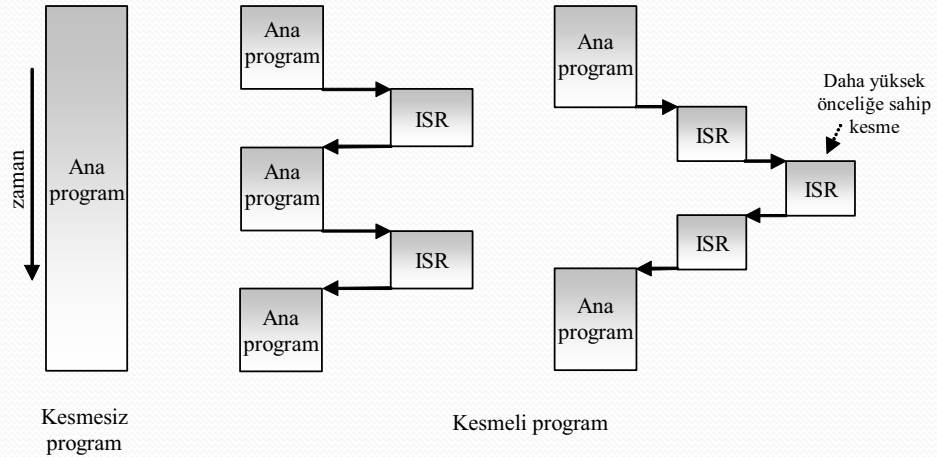 zaman
Ana
program
Kesmesiz
program
Ana
program
ISR
Ana
program
ISR
Ana
program
Ana
program
ISR
Daha yüksek
önceliğe sahip
kesme
ISR
ISR
Ana
program
Kesmeli program